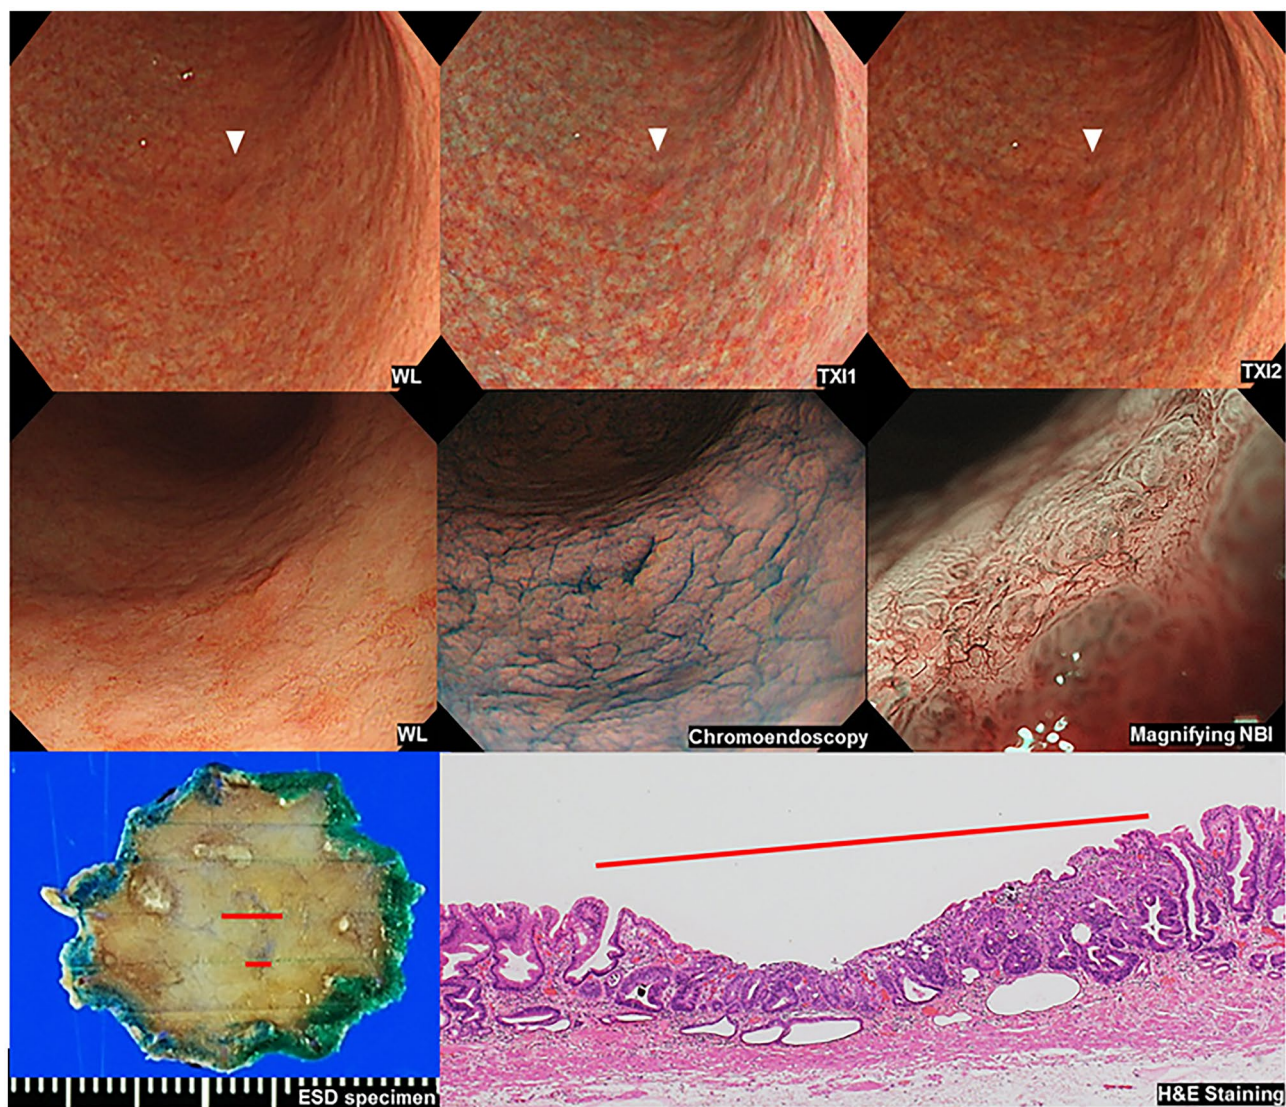 WL
TXI1
TXI2
WL
Chromoendoscopy
Magnifying NBI
ESD specimen
H&E Staining